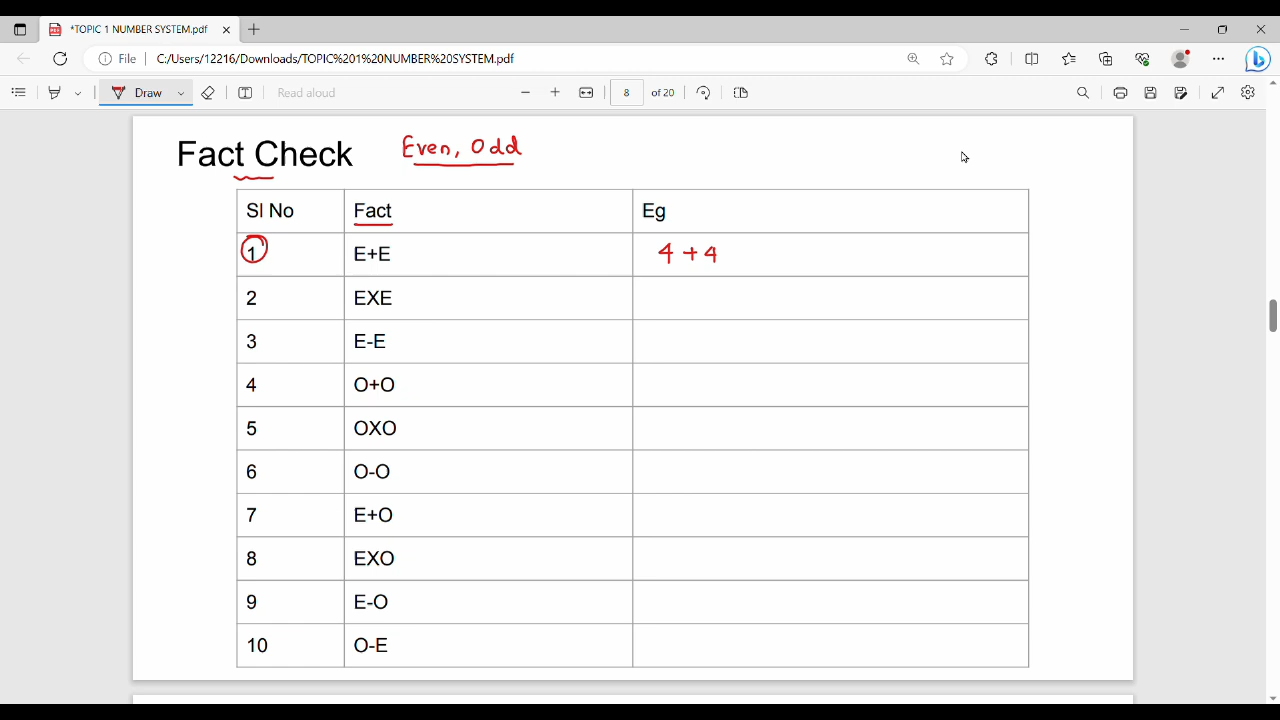 *TOPIC 1 NUMBER SYSTEM.pdf
File C:/Users/12216/Downloads/TOPIC%201%20NUMBER%20SYSTEM.pdf
Draw Read aloud 8 of 20
Fact Check Even, Odd
Sl No Fact Eg
1 E+E 4 + 4
2 EXE
3 E-E
4 O+O
5 OXO
6 O-O
7 E+O
8 EXO
9 E-O
10 O-E